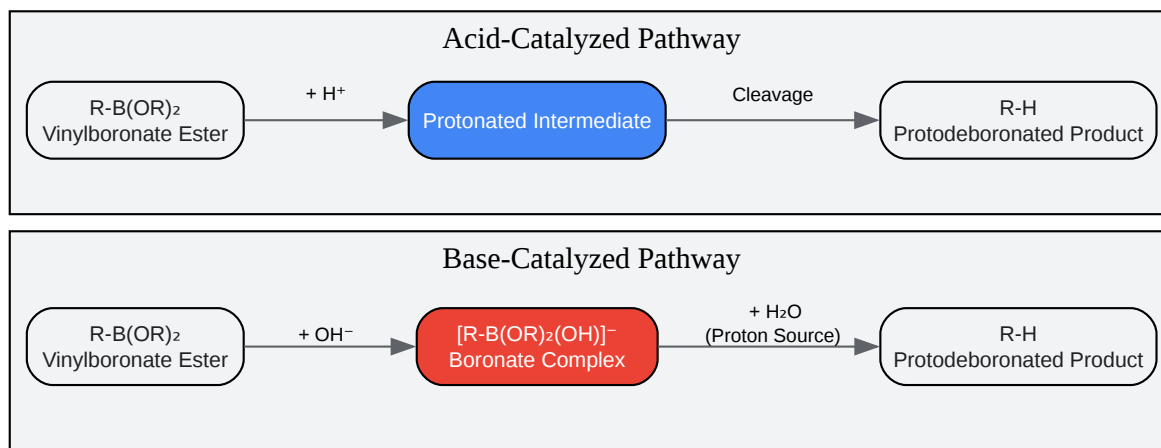 Acid-Catalyzed Pathway
R-B(OR)₂
Vinylboronate Ester
+ H⁺
Protonated Intermediate
Cleavage
R-H
Protodeboronated Product
Base-Catalyzed Pathway
R-B(OR)₂
Vinylboronate Ester
+ OH⁻
[R-B(OR)₂(OH)]⁻
Boronate Complex
+ H₂O
(Proton Source)
R-H
Protodeboronated Product